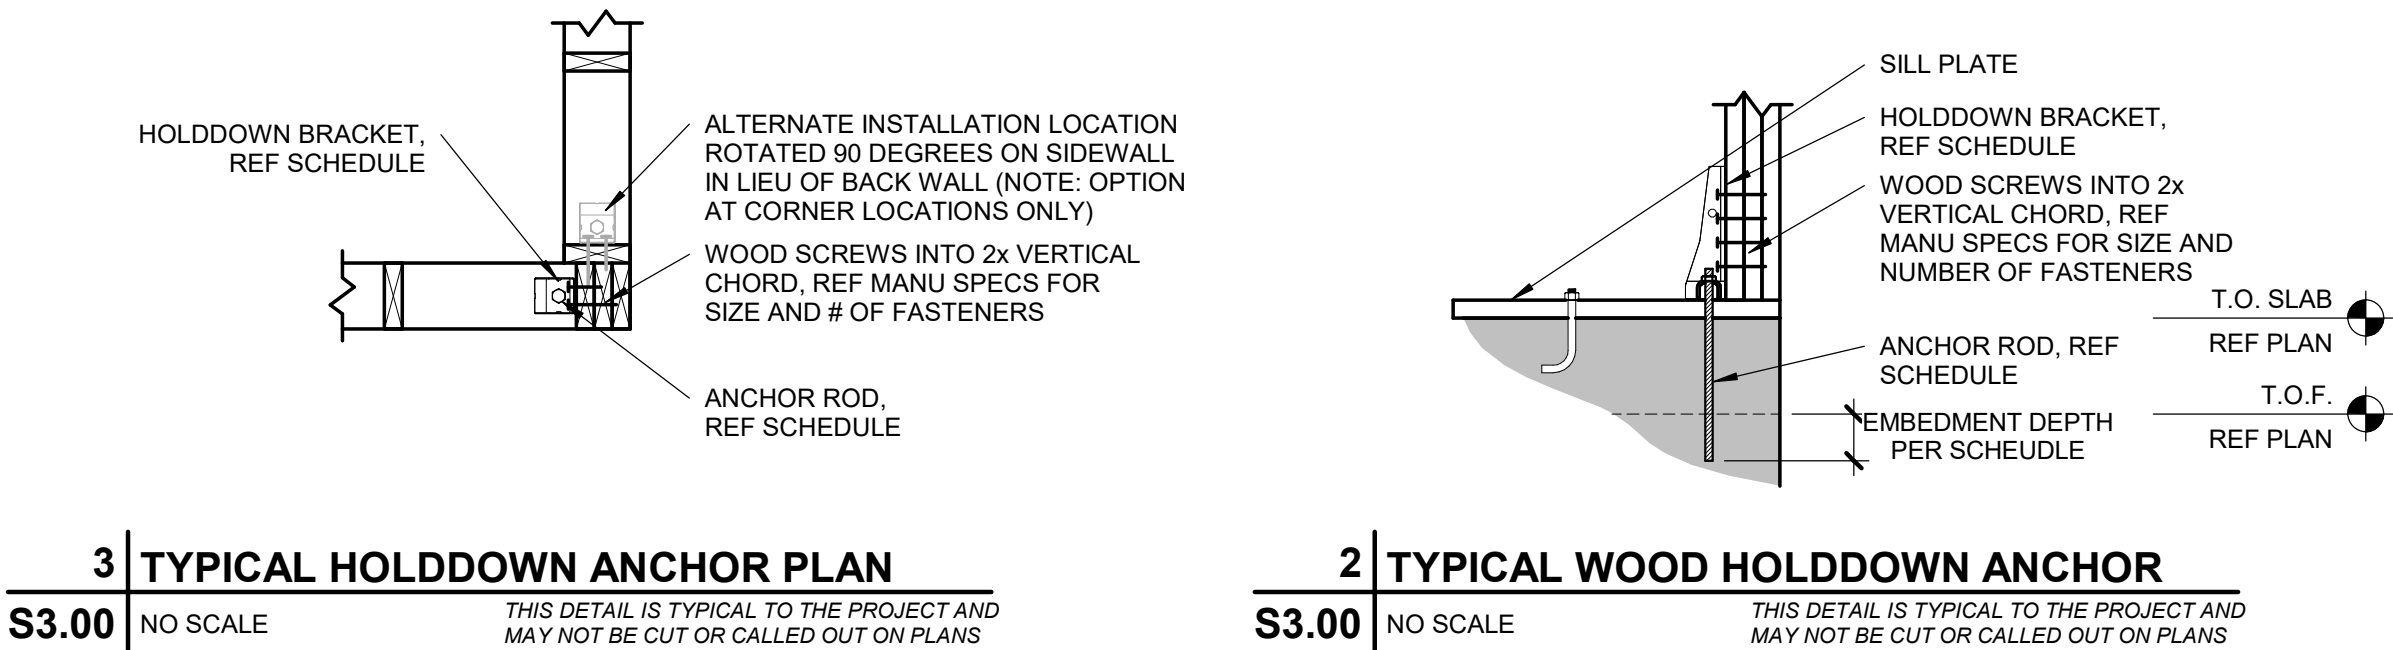 HOLDDOWN BRACKET,
REF SCHEDULE
ALTERNATE INSTALLATION LOCATION
ROTATED 90 DEGREES ON SIDEWALL
IN LIEU OF BACK WALL (NOTE: OPTION
AT CORNER LOCATIONS ONLY)
WOOD SCREWS INTO 2x VERTICAL
CHORD, REF MANU SPECS FOR
SIZE AND # OF FASTENERS
ANCHOR ROD,
REF SCHEDULE
3
TYPICAL HOLDDOWN ANCHOR PLAN
S3.00
NO SCALE
THIS DETAIL IS TYPICAL TO THE PROJECT AND
MAY NOT BE CUT OR CALLED OUT ON PLANS
SILL PLATE
HOLDDOWN BRACKET,
REF SCHEDULE
WOOD SCREWS INTO 2x
VERTICAL CHORD, REF
MANU SPECS FOR SIZE AND
NUMBER OF FASTENERS
T.O. SLAB
REF PLAN
ANCHOR ROD, REF
SCHEDULE
T.O.F.
REF PLAN
EMBEDMENT DEPTH
PER SCHEUDLE
2
TYPICAL WOOD HOLDDOWN ANCHOR
S3.00
NO SCALE
THIS DETAIL IS TYPICAL TO THE PROJECT AND
MAY NOT BE CUT OR CALLED OUT ON PLANS